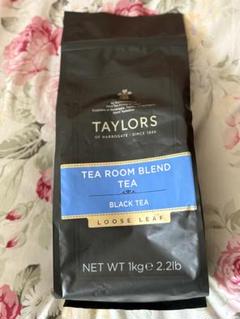 TAYLORS
OF HARROGATE • SINCE 1886
TEA ROOM BLEND
TEA
BLACK TEA
LOOSE LEAF
NET WT 1kg e 2.2lb